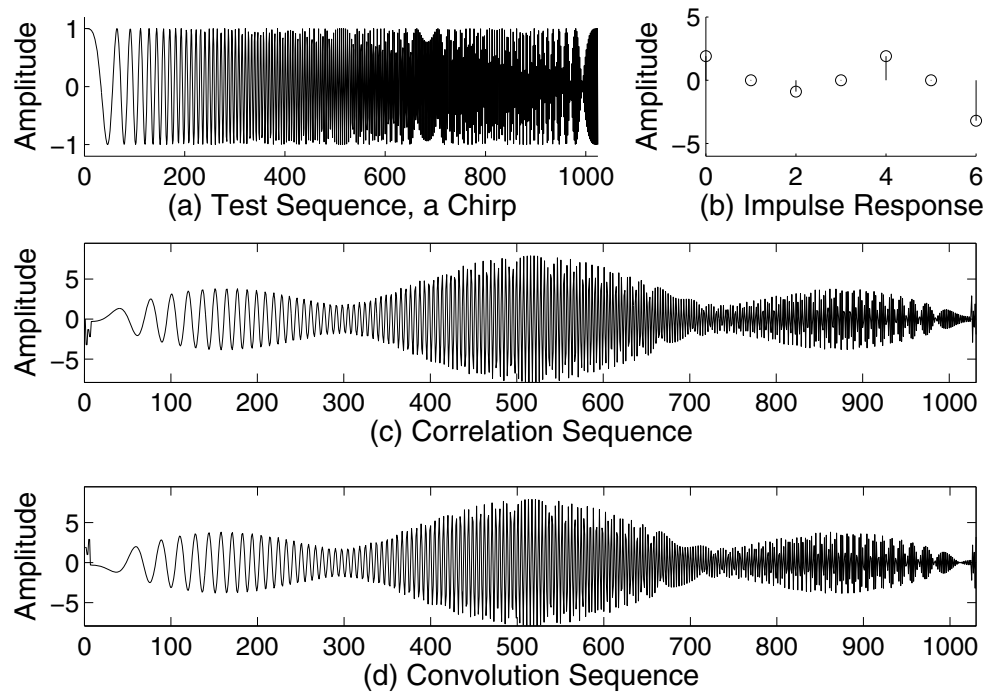 Amplitude
1
0
−1
0 200 400 600 800 1000
(a) Test Sequence, a Chirp
Amplitude
5
0
−5
0 2 4 6
(b) Impulse Response
Amplitude
5
0
−5
0 100 200 300 400 500 600 700 800 900 1000
(c) Correlation Sequence
Amplitude
5
0
−5
0 100 200 300 400 500 600 700 800 900 1000
(d) Convolution Sequence